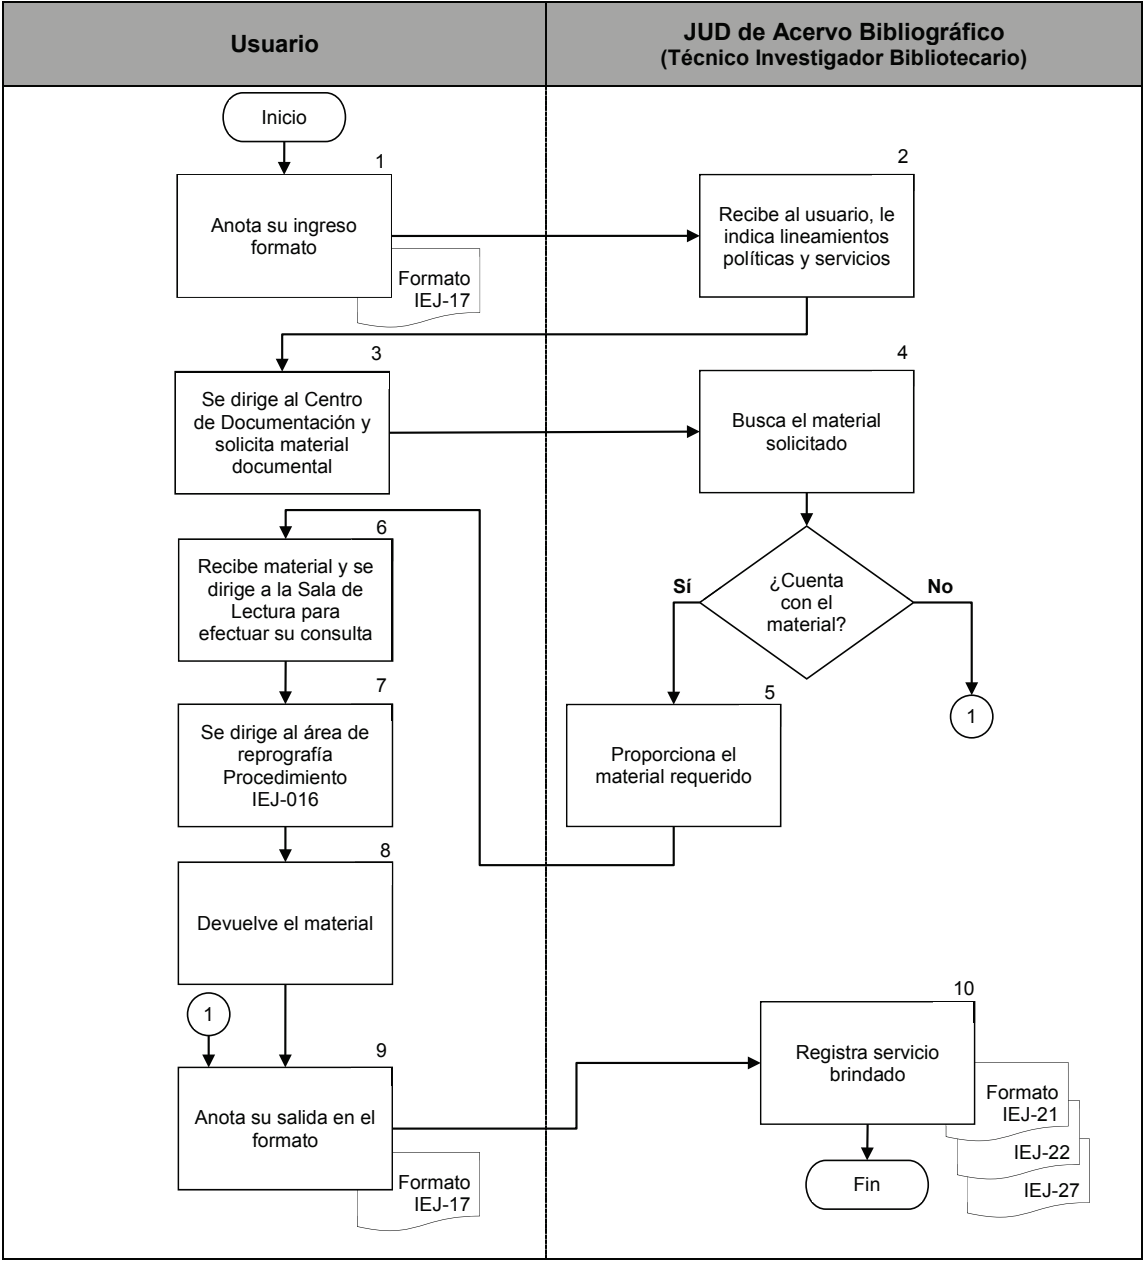 Usuario
JUD de Acervo Bibliográfico
(Técnico Investigador Bibliotecario)
Inicio
1
Anota su ingreso
formato
Formato
IEJ-17
2
Recibe al usuario, le
indica lineamientos
políticas y servicios
3
Se dirige al Centro
de Documentación y
solicita material
documental
4
Busca el material
solicitado
¿Cuenta
con el
material?
Sí
No
1
5
Proporciona el
material requerido
6
Recibe material y se
dirige a la Sala de
Lectura para
efectuar su consulta
7
Se dirige al área de
reprografía
Procedimiento
IEJ-016
8
Devuelve el material
1
9
Anota su salida en el
formato
Formato
IEJ-17
10
Registra servicio
brindado
Formato
IEJ-21
IEJ-22
IEJ-27
Fin